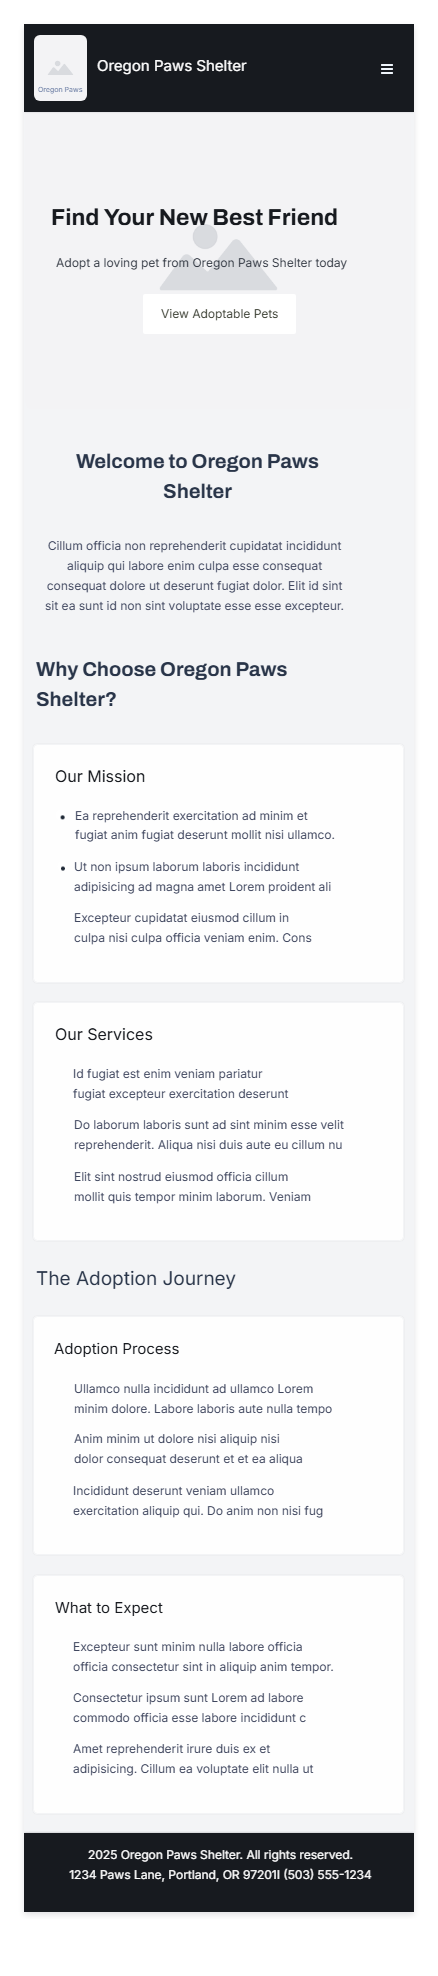 Oregon Paws
Oregon Paws Shelter
Find Your New Best Friend
Adopt a loving pet from Oregon Paws Shelter today
View Adoptable Pets
Welcome to Oregon Paws
Shelter
Cillum officia non reprehenderit cupidatat incididunt
aliquip qui labore enim culpa esse consequat
consequat dolore ut deserunt fugiat dolor. Elit id sint
sit ea sunt id non sint voluptate esse esse excepteur.
Why Choose Oregon Paws
Shelter?
Our Mission
• Ea reprehenderit exercitation ad minim et
fugiat anim fugiat deserunt mollit nisi ullamco.
• Ut non ipsum laborum laboris incididunt
adipisicing ad magna amet Lorem proident ali
Excepteur cupidatat eiusmod cillum in
culpa nisi culpa officia veniam enim. Cons
Our Services
Id fugiat est enim veniam pariatur
fugiat excepteur exercitation deserunt
Do laborum laboris sunt ad sint minim esse velit
reprehenderit. Aliqua nisi duis aute eu cillum nu
Elit sint nostrud eiusmod officia cillum
mollit quis tempor minim laborum. Veniam
The Adoption Journey
Adoption Process
Ullamco nulla incididunt ad ullamco Lorem
minim dolore. Labore laboris aute nulla tempo
Anim minim ut dolore nisi aliquip nisi
dolor consequat deserunt et et ea aliqua
Incididunt deserunt veniam ullamco
exercitation aliquip qui. Do anim non nisi fug
What to Expect
Excepteur sunt minim nulla labore officia
officia consectetur sint in aliquip anim tempor.
Consectetur ipsum sunt Lorem ad labore
commodo officia esse labore incididunt c
Amet reprehenderit irure duis ex et
adipisicing. Cillum ea voluptate elit nulla ut
2025 Oregon Paws Shelter. All rights reserved.
1234 Paws Lane, Portland, OR 97201l (503) 555-1234